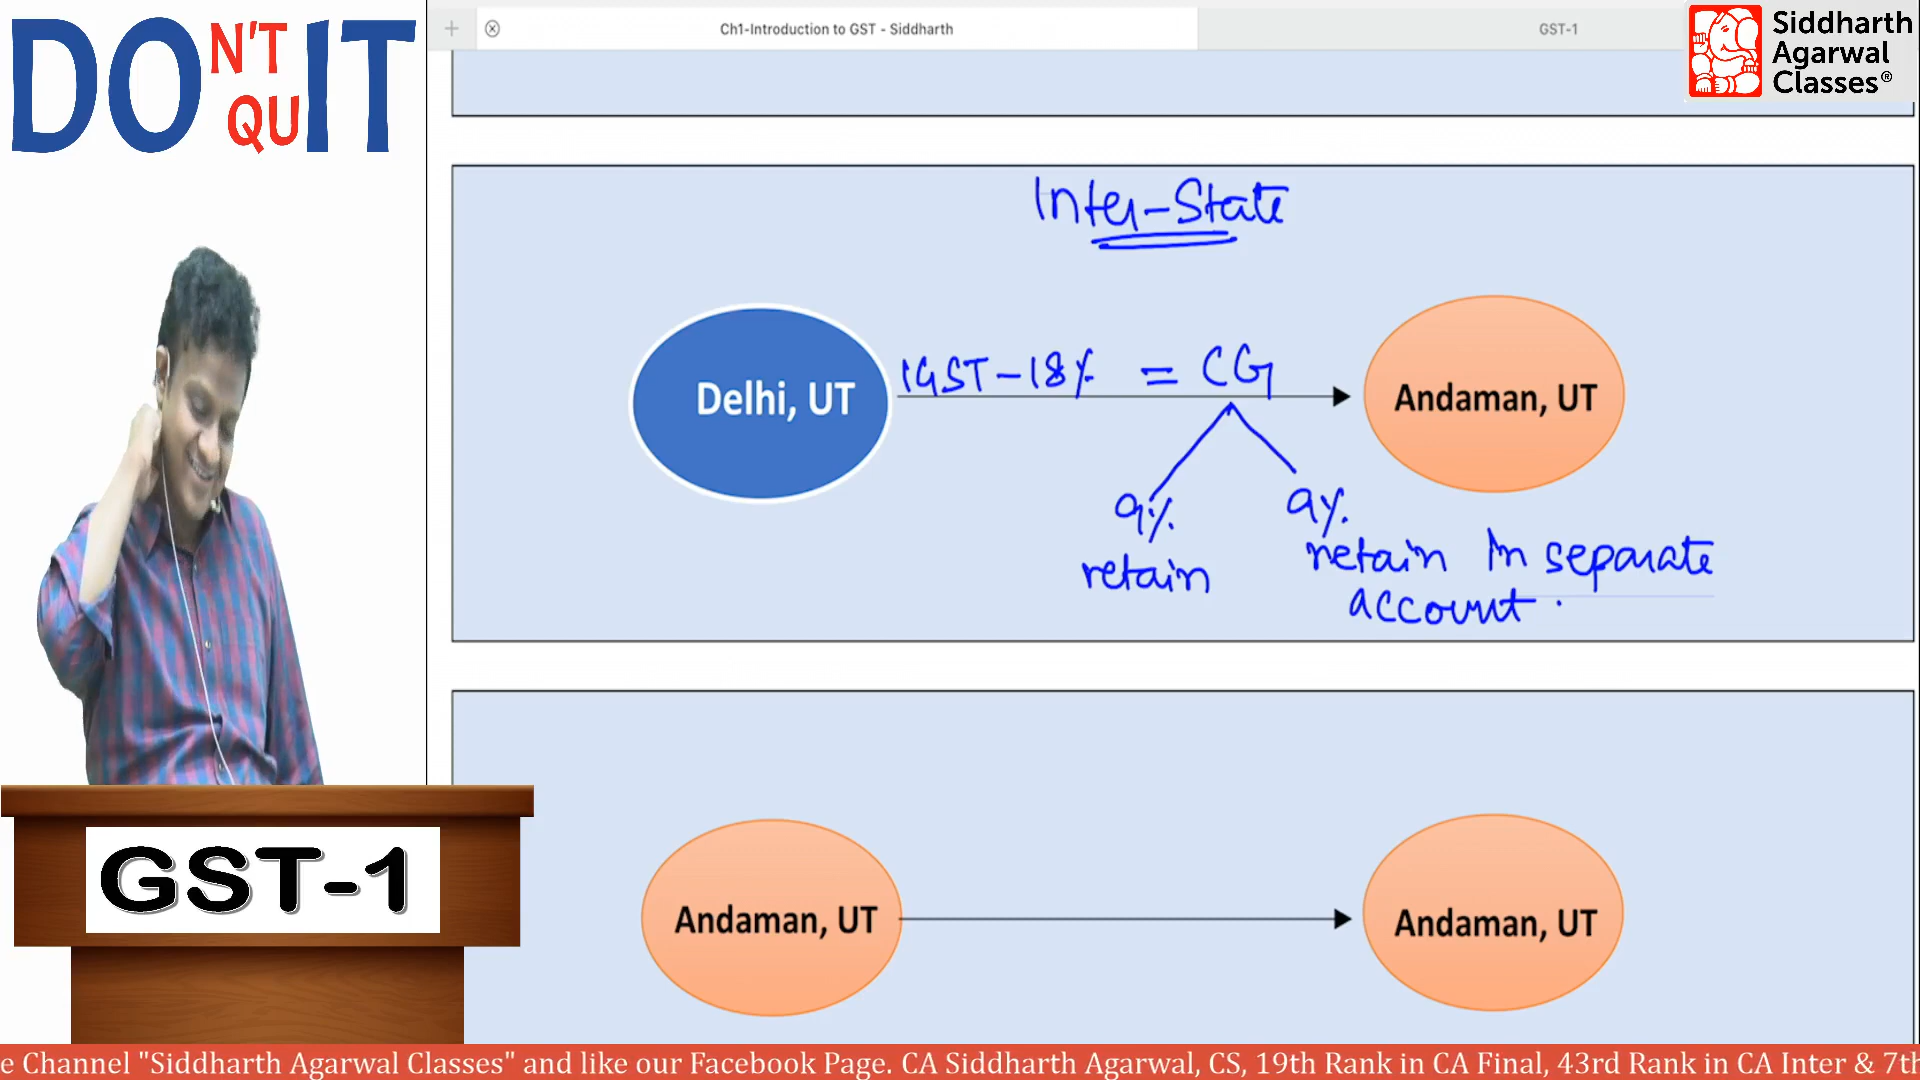 DON'T QUIT
Ch1-Introduction to GST - Siddharth
GST-1
Siddharth
Agarwal
Classes®
Inter-State
Delhi, UT
IGST-18% = CG
Andaman, UT
9% 9%
retain
retain in separate
account.
Andaman, UT
Andaman, UT
GST-1
e Channel "Siddharth Agarwal Classes" and like our Facebook Page. CA Siddharth Agarwal, CS, 19th Rank in CA Final, 43rd Rank in CA Inter & 7th